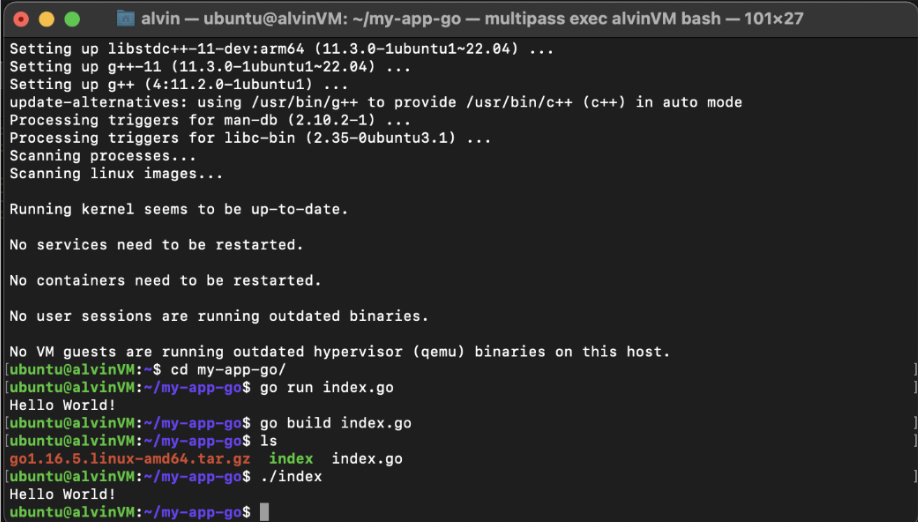 alvin — ubuntu@alvinVM: ~/my-app-go — multipass exec alvinVM bash — 101×27
Setting up libstdc++-11-dev:arm64 (11.3.0-1ubuntu1~22.04) ...
Setting up g++-11 (11.3.0-1ubuntu1~22.04) ...
Setting up g++ (4:11.2.0-1ubuntu1) ...
update-alternatives: using /usr/bin/g++ to provide /usr/bin/c++ (c++) in auto mode
Processing triggers for man-db (2.10.2-1) ...
Processing triggers for libc-bin (2.35-0ubuntu3.1) ...
Scanning processes...
Scanning linux images...
Running kernel seems to be up-to-date.
No services need to be restarted.
No containers need to be restarted.
No user sessions are running outdated binaries.
No VM guests are running outdated hypervisor (qemu) binaries on this host.
[ubuntu@alvinVM:~$ cd my-app-go/ ]
[ubuntu@alvinVM:~/my-app-go$ go run index.go ]
Hello World!
[ubuntu@alvinVM:~/my-app-go$ go build index.go ]
[ubuntu@alvinVM:~/my-app-go$ ls ]
go1.16.5.linux-amd64.tar.gz index index.go
[ubuntu@alvinVM:~/my-app-go$ ./index ]
Hello World!
ubuntu@alvinVM:~/my-app-go$